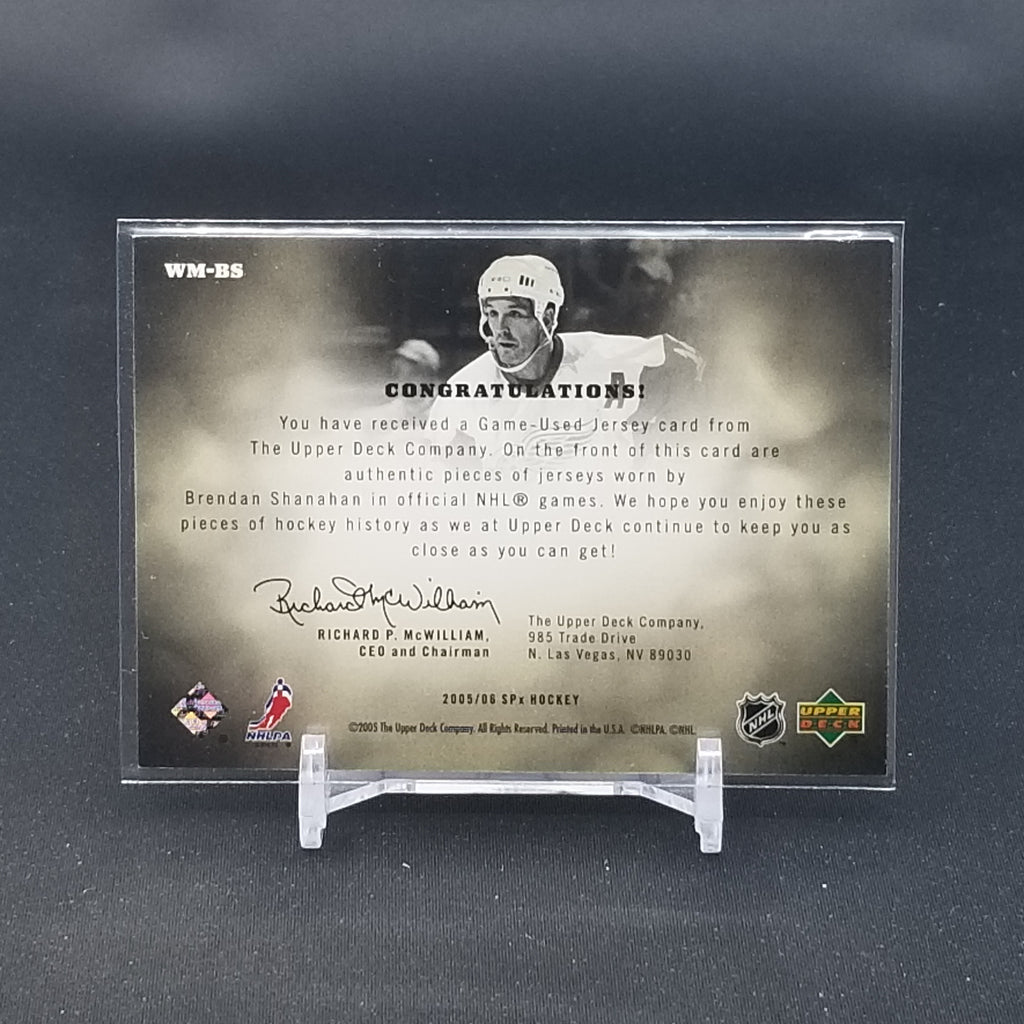 WM-BS
A
CONGRATULATIONS!
You have received a Game-Used Jersey card from
The Upper Deck Company. On the front of this card are
authentic pieces of jerseys worn by
Brendan Shanahan in official NHL® games. We hope you enjoy these
pieces of hockey history as we at Upper Deck continue to keep you as
close as you can get!
Richard McWilliam
RICHARD P. McWILLIAM,
CEO and Chairman
The Upper Deck Company,
985 Trade Drive
N. Las Vegas, NV 89030
2005/06 SPx HOCKEY
©2005 The Upper Deck Company. All Rights Reserved. Printed in the U.S.A. ©NHLPA. ©NHL
NHLPA
NHL
UPPER
DECK